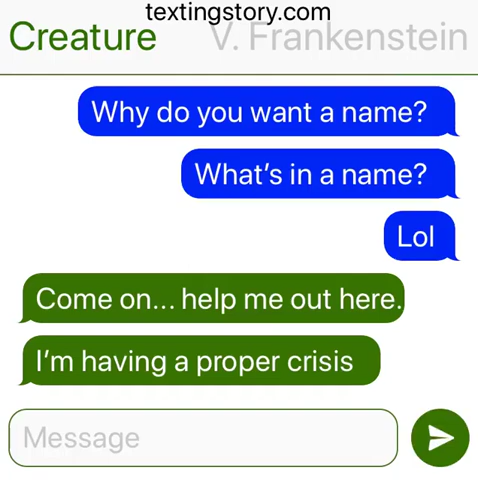 textingstory.com
Creature V. Frankenstein
Why do you want a name?
What's in a name?
Lol
Come on... help me out here.
I'm having a proper crisis
Message